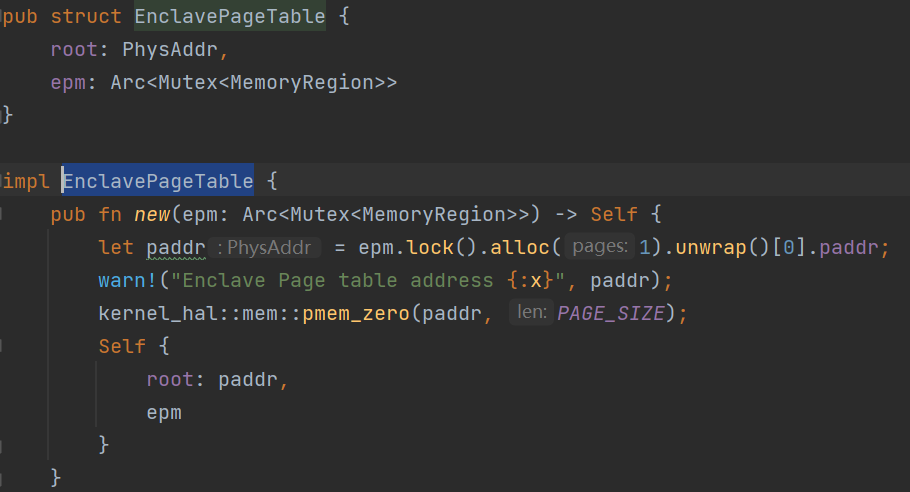 pub struct EnclavePageTable {
    root: PhysAddr,
    epm: Arc<Mutex<MemoryRegion>>
}
impl EnclavePageTable {
    pub fn new(epm: Arc<Mutex<MemoryRegion>>) -> Self {
        let paddr : PhysAddr = epm.lock().alloc( pages: 1).unwrap()[0].paddr;
        warn!("Enclave Page table address {:x}", paddr);
        kernel_hal::mem::pmem_zero(paddr, len: PAGE_SIZE);
        Self {
            root: paddr,
            epm
        }
    }